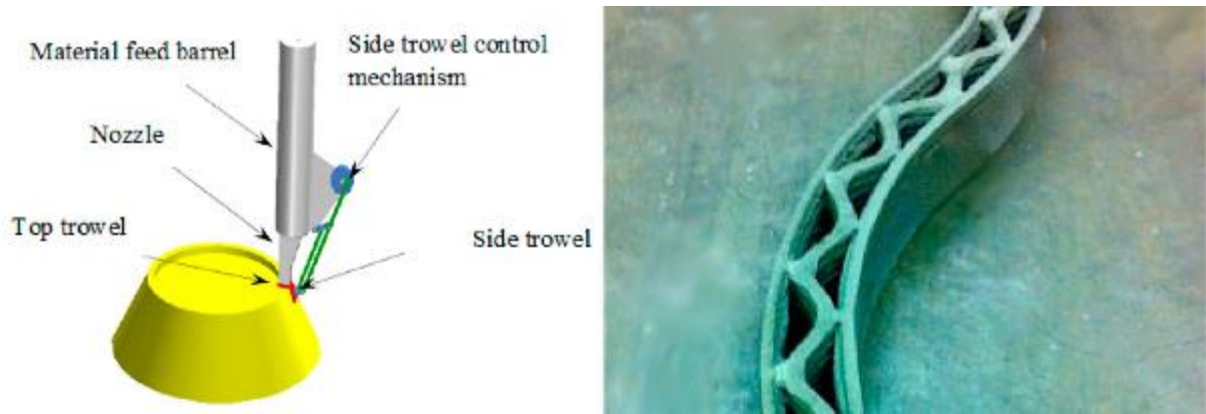 Material feed barrel
Side trowel control
mechanism
Nozzle
Top trowel
Side trowel